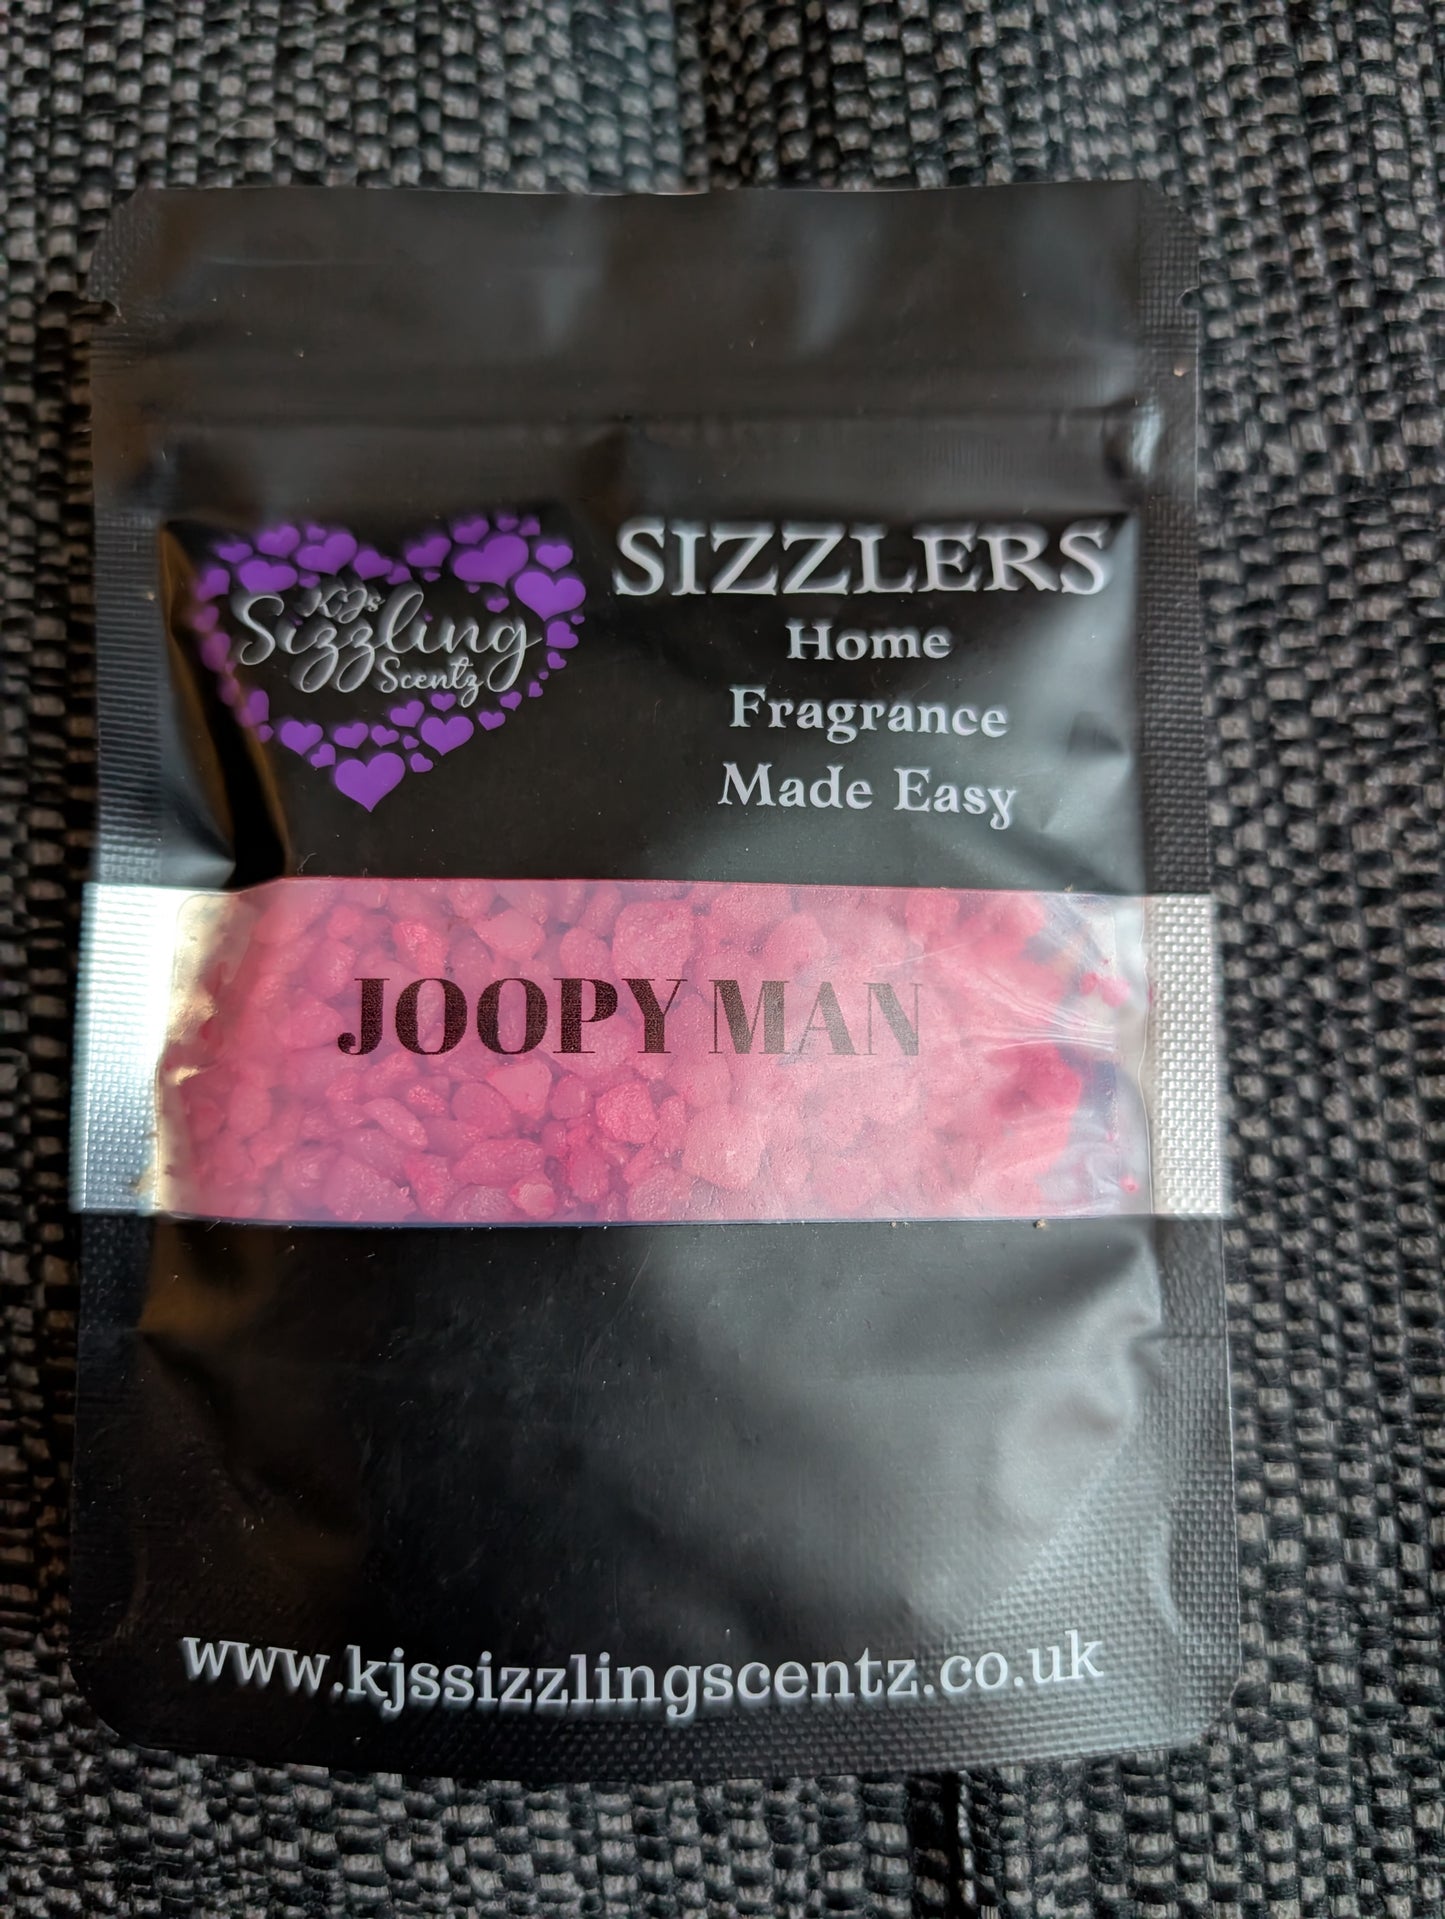 KJs
Sizzling
Scentz
SIZZLERS
Home
Fragrance
Made Easy
JOOPY MAN
www.kjssizzlingscentz.co.uk